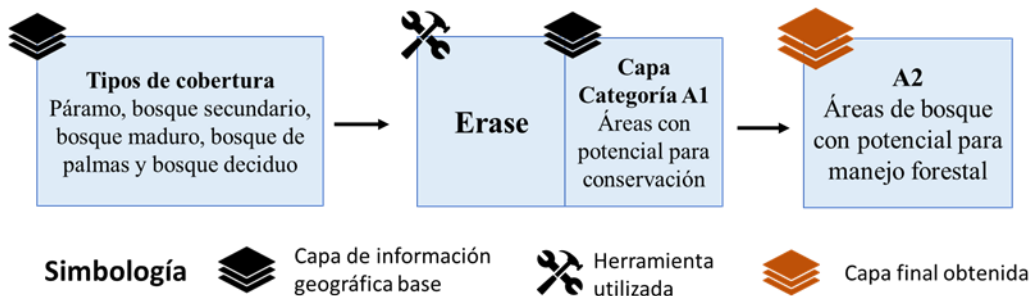 Tipos de cobertura
Páramo, bosque secundario,
bosque maduro, bosque de
palmas y bosque deciduo
Erase
Capa
Categoría A1
Áreas con
potencial para
conservación
A2
Áreas de bosque
con potencial para
manejo forestal
Simbología
Capa de información
geográfica base
Herramienta
utilizada
Capa final obtenida